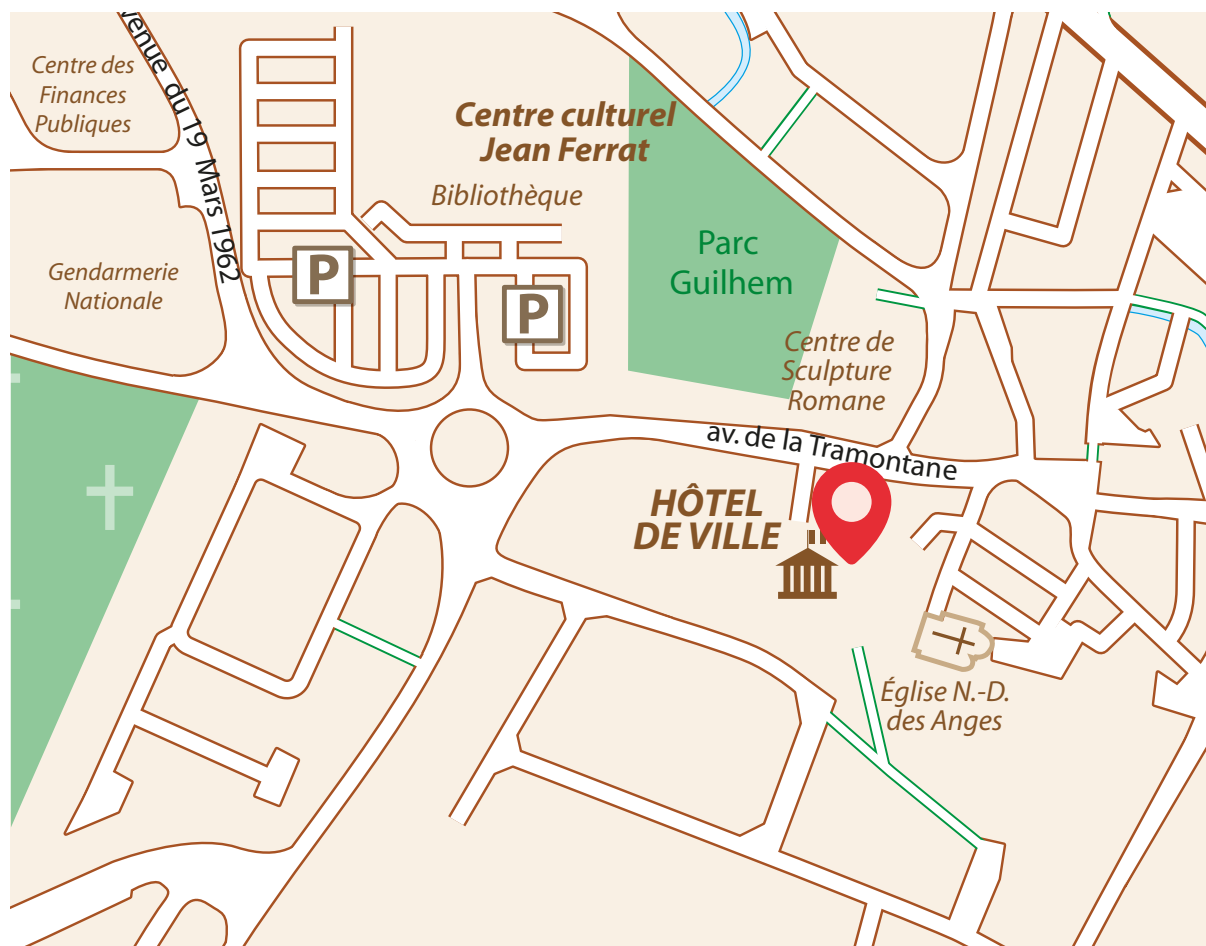 Centre des
Finances
Publiques
venue du 19 Mars 1962
Gendarmerie
Nationale
Centre culturel
Jean Ferrat
Bibliothèque
P
P
Parc
Guilhem
Centre de
Sculpture
Romane
av. de la Tramontane
HÔTEL
DE VILLE
Église N.-D.
des Anges